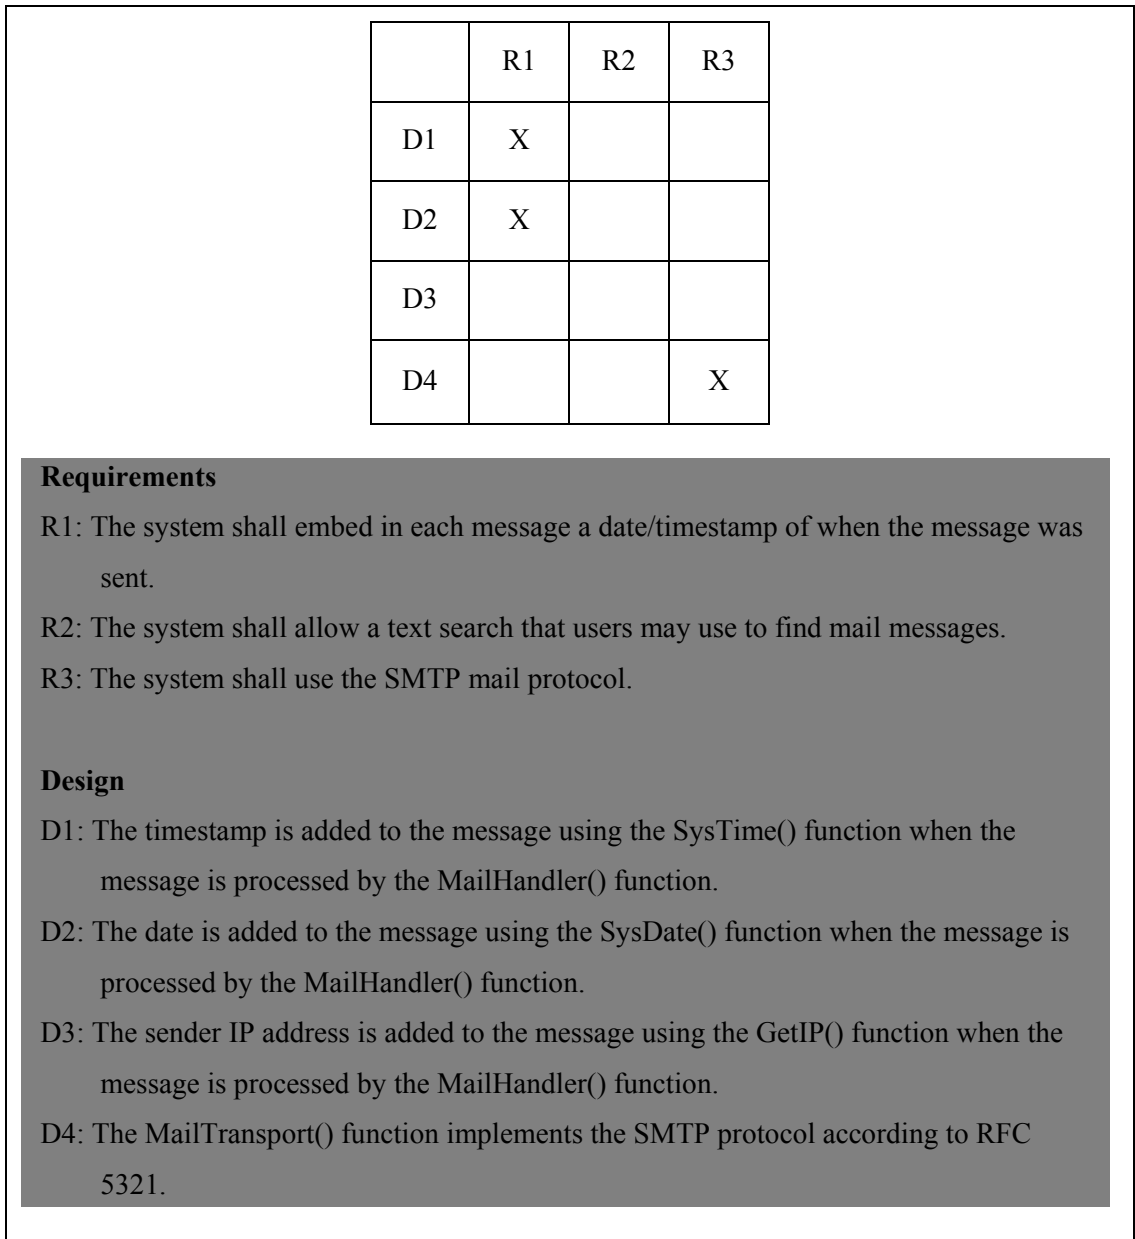 R1 R2 R3
D1 X
D2 X
D3
D4 X
Requirements
R1: The system shall embed in each message a date/timestamp of when the message was
sent.
R2: The system shall allow a text search that users may use to find mail messages.
R3: The system shall use the SMTP mail protocol.
Design
D1: The timestamp is added to the message using the SysTime() function when the
message is processed by the MailHandler() function.
D2: The date is added to the message using the SysDate() function when the message is
processed by the MailHandler() function.
D3: The sender IP address is added to the message using the GetIP() function when the
message is processed by the MailHandler() function.
D4: The MailTransport() function implements the SMTP protocol according to RFC
5321.